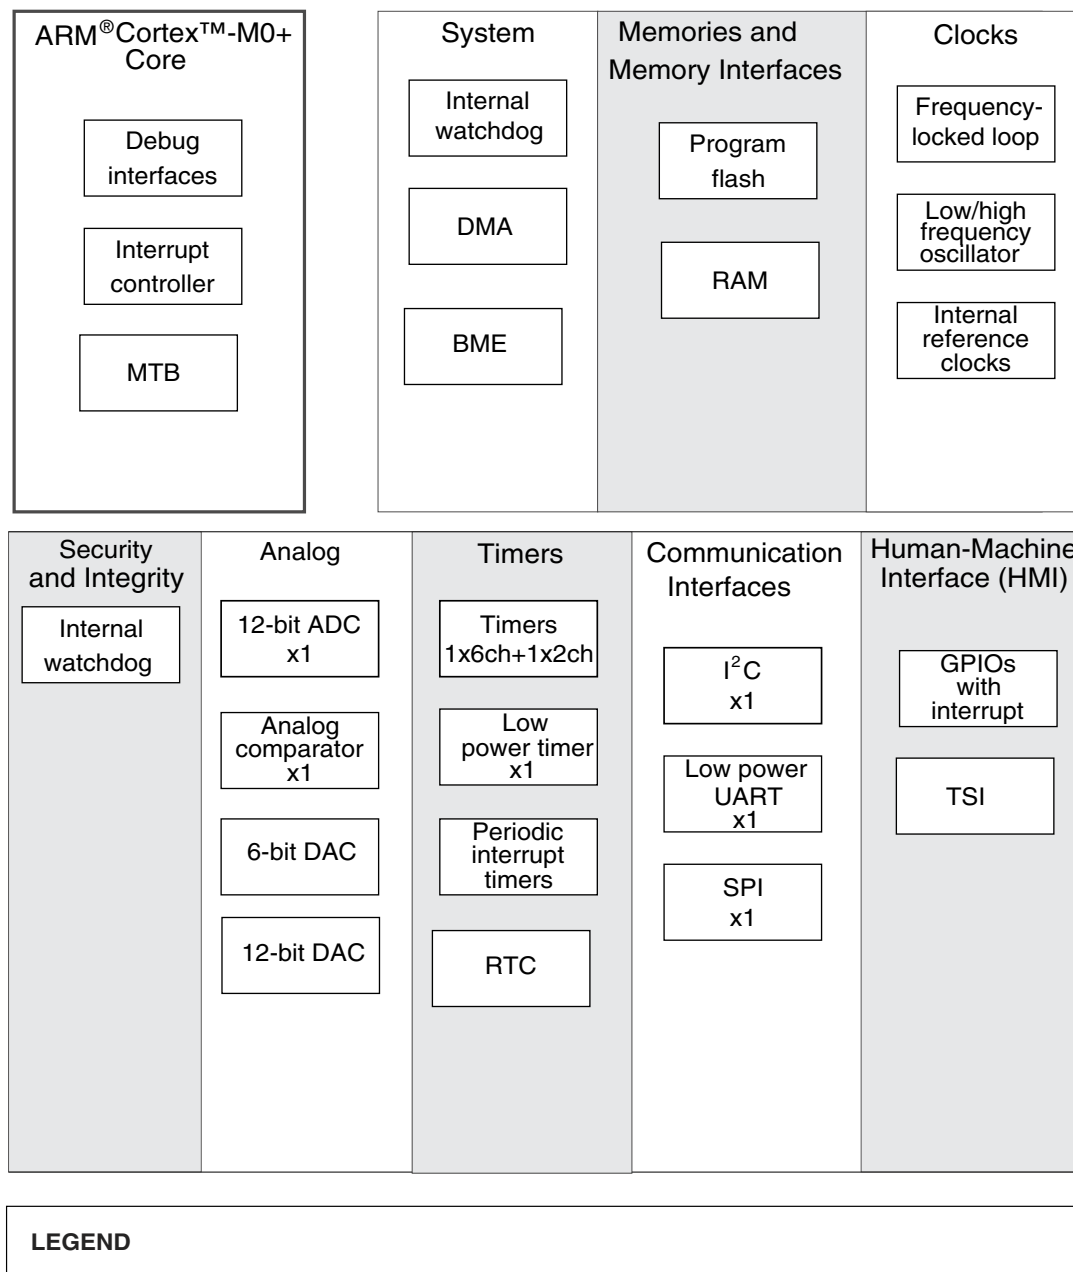 ARM®Cortex™-M0+
Core
Debug
interfaces
Interrupt
controller
MTB
System
Internal
watchdog
DMA
BME
Memories and
Memory Interfaces
Program
flash
RAM
Clocks
Frequency-
locked loop
Low/high
frequency
oscillator
Internal
reference
clocks
Security
and Integrity
Internal
watchdog
Analog
12-bit ADC
x1
Analog
comparator
x1
6-bit DAC
12-bit DAC
Timers
Timers
1x6ch+1x2ch
Low
power timer
x1
Periodic
interrupt
timers
RTC
Communication
Interfaces
I²C
x1
Low power
UART
x1
SPI
x1
Human-Machine
Interface (HMI)
GPIOs
with
interrupt
TSI
LEGEND